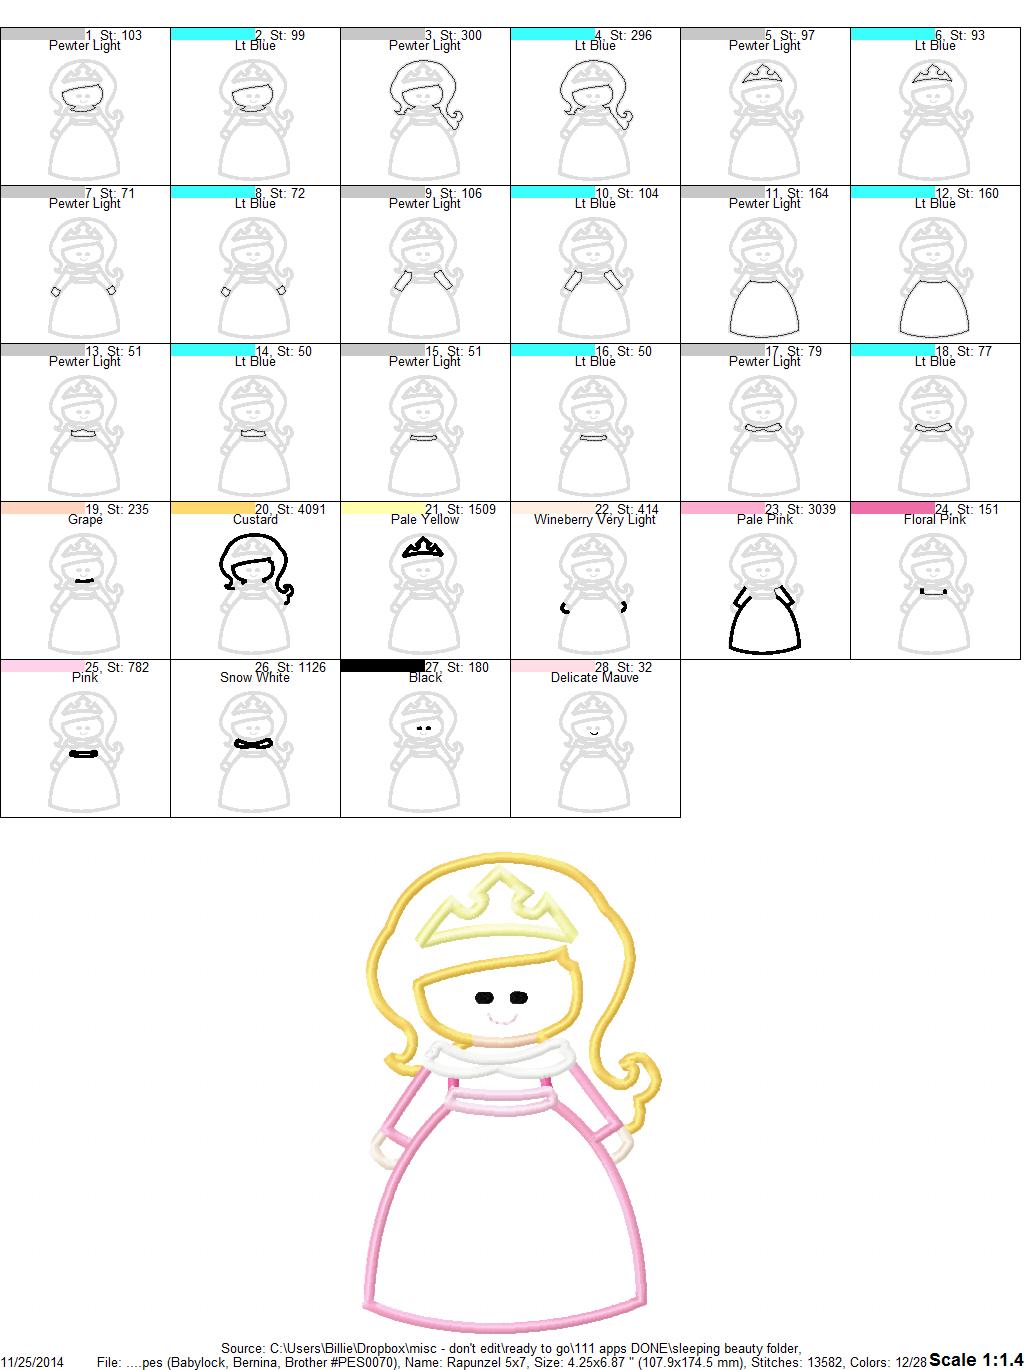 1, St: 103
Pewter Light
2, St: 99
Lt Blue
3, St: 300
Pewter Light
4, St: 296
Lt Blue
5, St: 97
Pewter Light
6, St: 93
Lt Blue
7, St: 71
Pewter Light
8, St: 72
Lt Blue
9, St: 106
Pewter Light
10, St: 104
Lt Blue
11, St: 164
Pewter Light
12, St: 160
Lt Blue
13, St: 51
Pewter Light
14, St: 50
Lt Blue
15, St: 51
Pewter Light
16, St: 50
Lt Blue
17, St: 79
Pewter Light
18, St: 77
Lt Blue
19, St: 235
Grape
20, St: 4091
Custard
21, St: 1509
Pale Yellow
22, St: 414
Wineberry Very Light
23, St: 3039
Pale Pink
24, St: 151
Floral Pink
25, St: 782
Pink
26, St: 1126
Snow White
27, St: 180
Black
28, St: 32
Delicate Mauve
Source: C:\Users\Billie\Dropbox\misc - don't edit\ready to go\111 apps DONE\sleeping beauty folder,
11/25/2014 File: ....pes (Babylock, Bernina, Brother #PES0070), Name: Rapunzel 5x7, Size: 4.25x6.87 " (107.9x174.5 mm), Stitches: 13582, Colors: 12/28 Scale 1:1.4